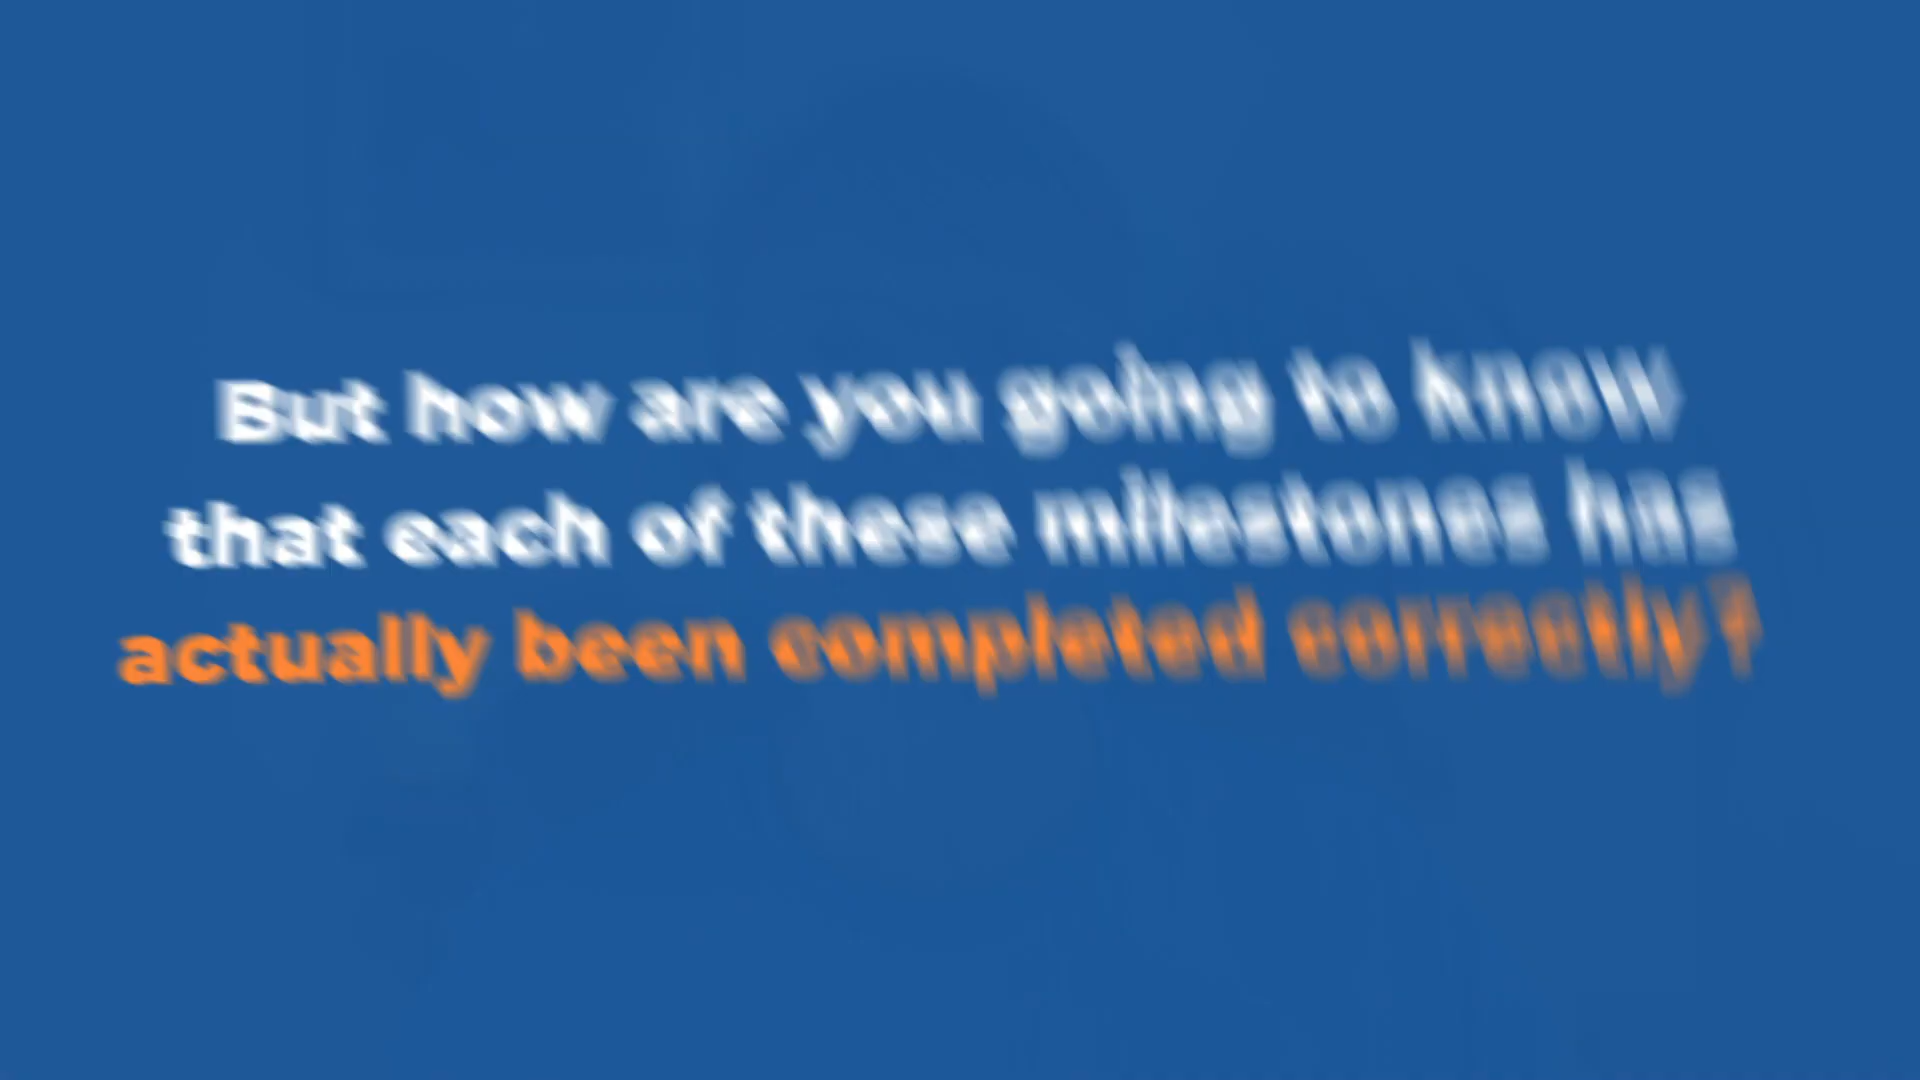 But how are you going to know
that each of these milestones has
actually been completed correctly?